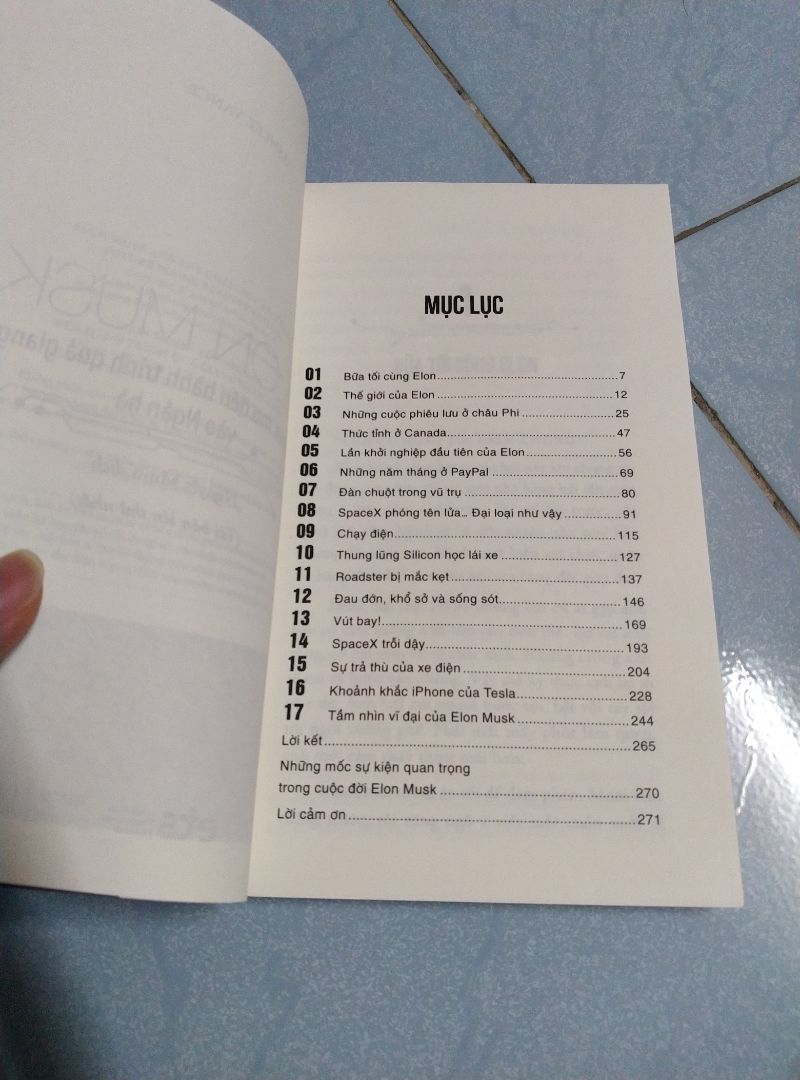 MỤC LỤC
01 Bữa tối cùng Elon 7
02 Thế giới của Elon 12
03 Những cuộc phiêu lưu ở châu Phi 25
04 Thức tỉnh ở Canada 47
05 Lần khởi nghiệp đầu tiên của Elon 56
06 Những năm tháng ở PayPal 69
07 Đàn chuột trong vũ trụ 80
08 SpaceX phóng tên lửa… Đại loại như vậy 91
09 Chạy điện 115
10 Thung lũng Silicon học lái xe 127
11 Roadster bị mắc kẹt 137
12 Đau đớn, khổ sở và sống sót 146
13 Vút bay! 169
14 SpaceX trỗi dậy 193
15 Sự trả thù của xe điện 204
16 Khoảnh khắc iPhone của Tesla 228
17 Tầm nhìn vĩ đại của Elon Musk 244
Lời kết 265
Những mốc sự kiện quan trọng
trong cuộc đời Elon Musk 270
Lời cảm ơn 271